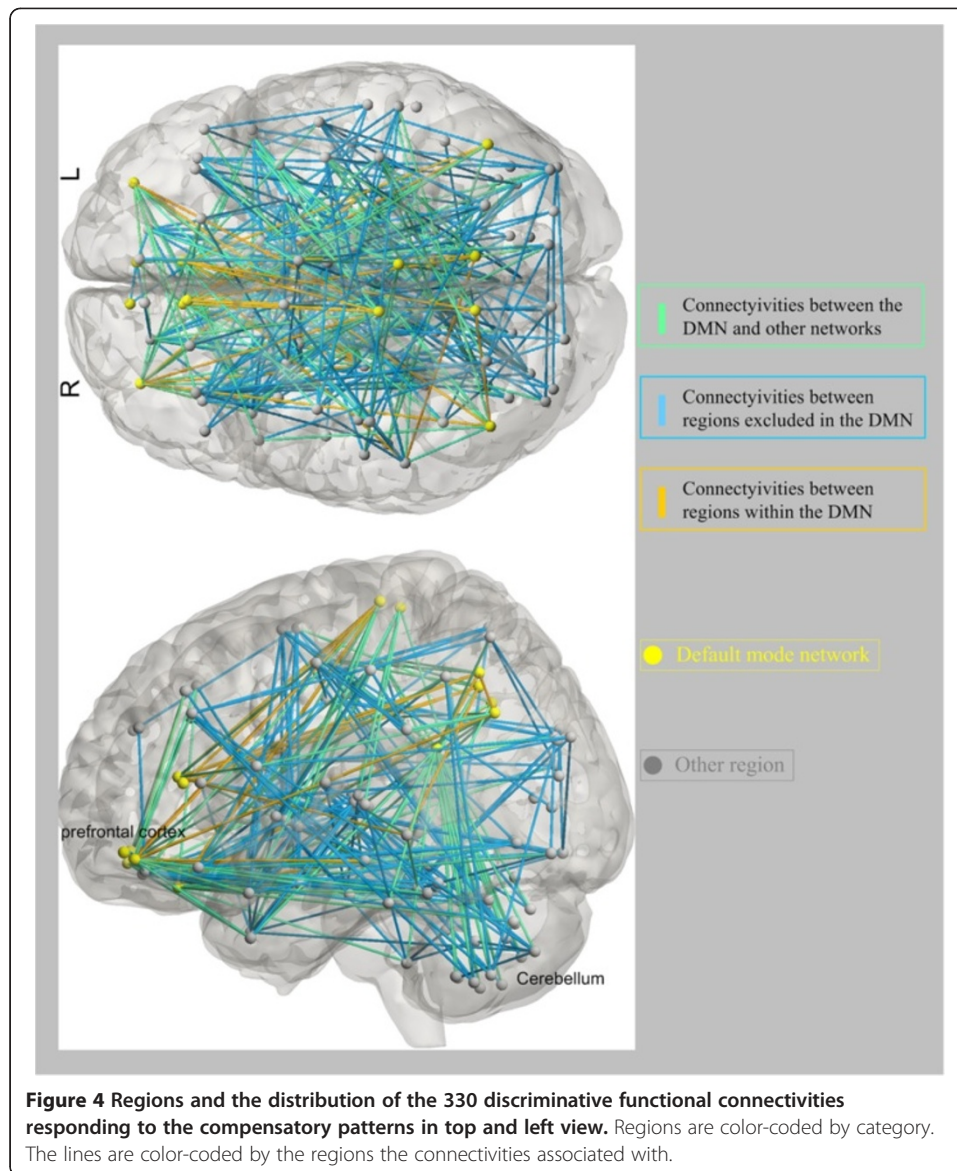 L
R
Connectyivities between the
DMN and other networks
Connectyivities between
regions excluded in the DMN
Connectyivities between
regions within the DMN
Default mode network
Other region
prefrontal cortex
Cerebellum
Figure 4 Regions and the distribution of the 330 discriminative functional connectivities
responding to the compensatory patterns in top and left view. Regions are color-coded by category.
The lines are color-coded by the regions the connectivities associated with.